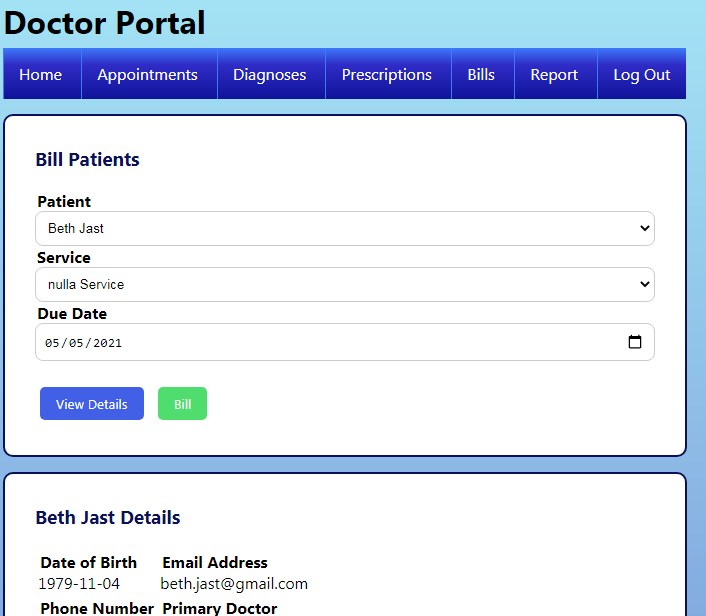 Doctor Portal
Home Appointments Diagnoses Prescriptions Bills Report Log Out
Bill Patients
Patient
Beth Jast
Service
nulla Service
Due Date
05/05/2021
View Details Bill
Beth Jast Details
Date of Birth Email Address
1979-11-04 beth.jast@gmail.com
Phone Number Primary Doctor